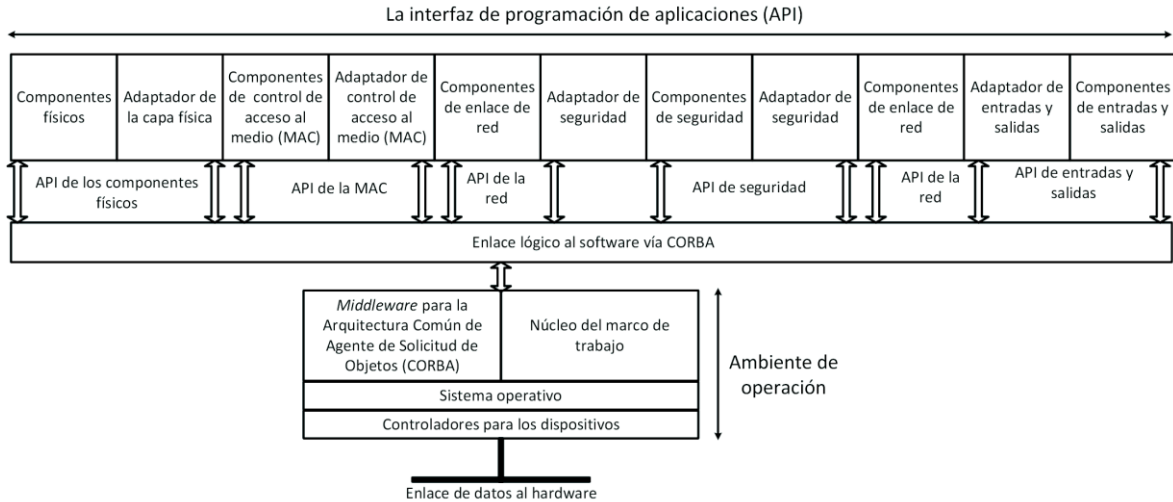 La interfaz de programación de aplicaciones (API)
Componentes
físicos
Adaptador de
la capa física
Componentes
de control de
acceso al
medio (MAC)
Adaptador de
control de
acceso al
medio (MAC)
Componentes
de enlace de
red
Adaptador de
seguridad
Componentes
de seguridad
Adaptador de
seguridad
Componentes
de enlace de
red
Adaptador de
entradas y
salidas
Componentes
de entradas y
salidas
API de los componentes
físicos
API de la MAC
API de la
red
API de seguridad
API de la
red
API de entradas y
salidas
Enlace lógico al software vía CORBA
Middleware para la
Arquitectura Común de
Agente de Solicitud de
Objetos (CORBA)
Núcleo del marco de
trabajo
Ambiente de
operación
Sistema operativo
Controladores para los dispositivos
Enlace de datos al hardware